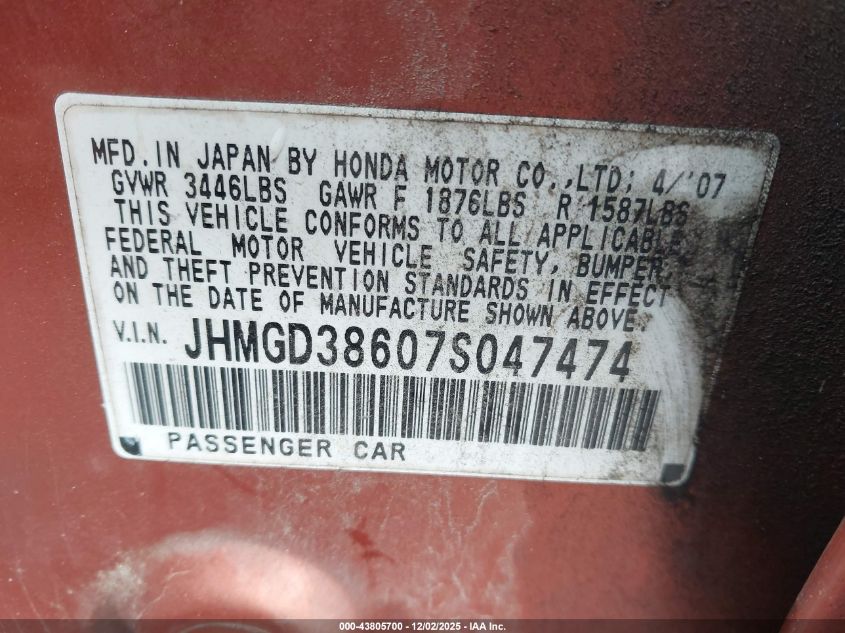 MFD. IN JAPAN BY HONDA MOTOR CO.,LTD; 4/'07
GVWR 3446LBS GAWR F 1876LBS R 1587LBS
THIS VEHICLE CONFORMS TO ALL APPLICABLE
FEDERAL MOTOR VEHICLE SAFETY, BUMPER,
AND THEFT PREVENTION STANDARDS IN EFFECT
ON THE DATE OF MANUFACTURE SHOWN ABOVE.
V.I.N. JHMGD38607S047474
PASSENGER CAR
000-43805700 - 12/02/2025 - IAA Inc.